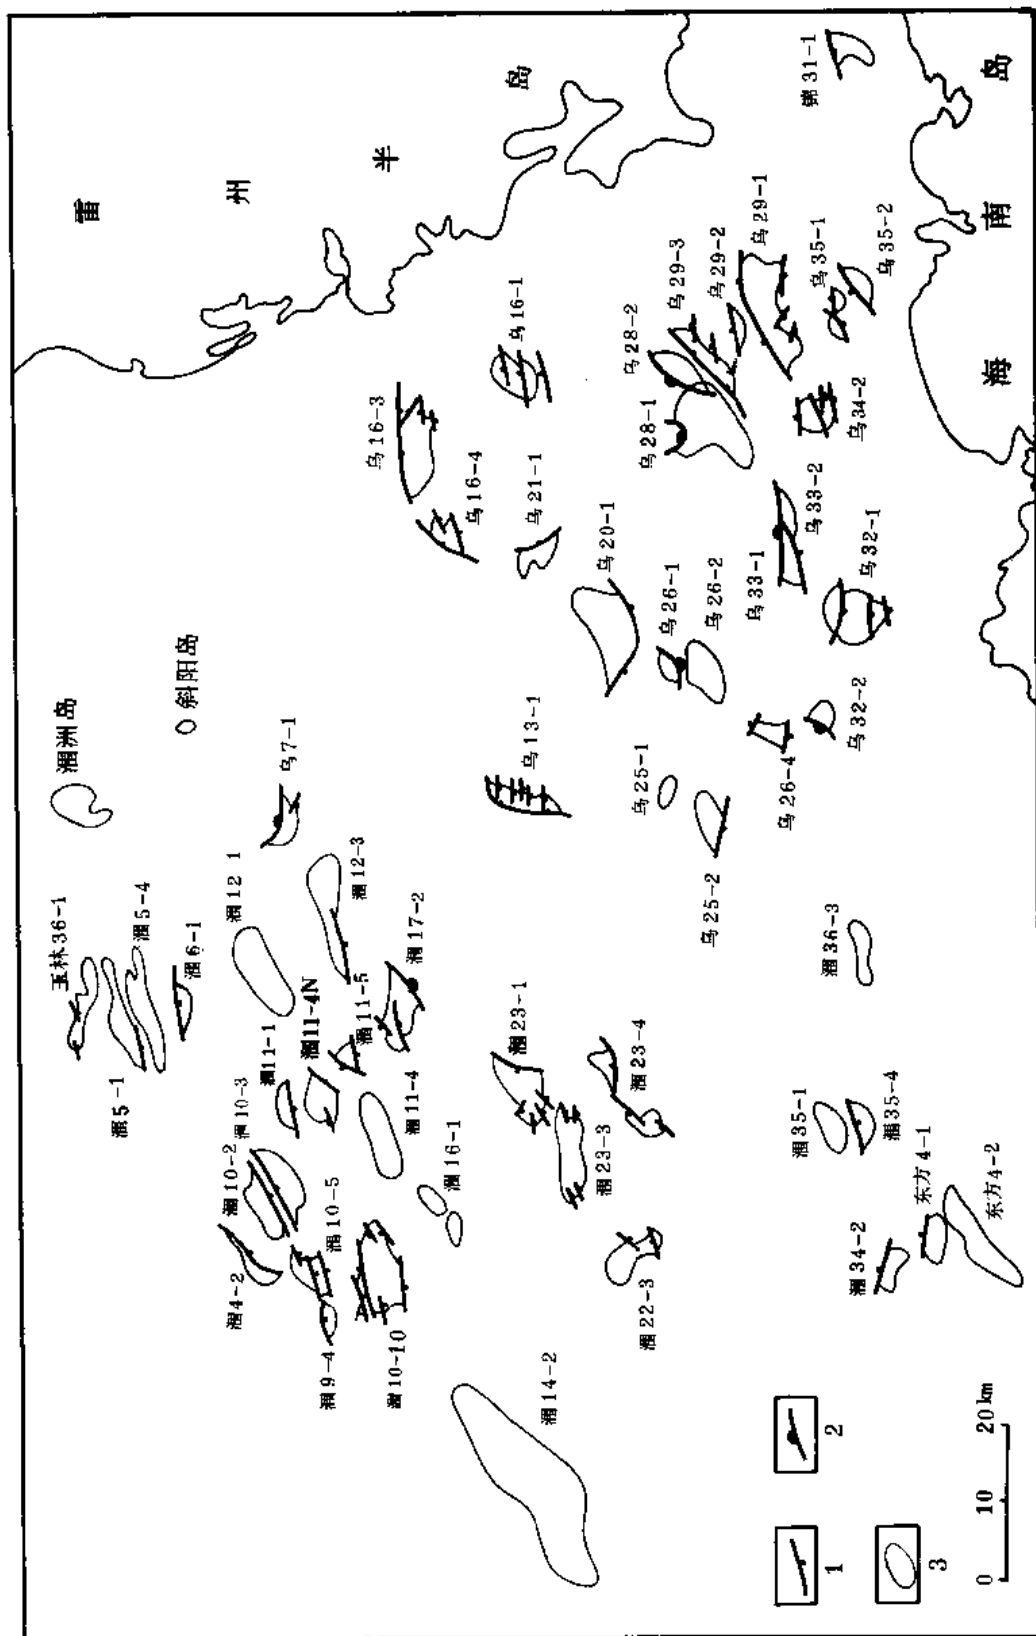 雷州半岛
海南岛
涠洲岛
斜阳岛
玉林36-1
涠5-4
涠5-1
涠6-1
涠12 1
涠12-3
乌7-1
涠11-1
涠11-4N
涠11-5
涠17-2
涠11-4
涠10-3
涠10-2
涠10-5
涠4-2
涠9-4
涠10-10
涠16-1
涠14-2
涠23-1
涠23-4
涠23-3
涠22-3
乌16-3
乌16-4
乌16-1
乌21-1
乌20-1
乌13-1
乌28-2
乌28-1
乌29-3
乌29-2
乌29-1
乌35-1
乌35-2
乌34-2
乌33-2
乌33-1
乌32-1
乌32-2
乌26-1
乌26-2
乌26-4
乌25-1
乌25-2
锦31-1
涠36-3
涠35-1
涠35-4
涠34-2
东方4-1
东方4-2
1
2
3
0 10 20 km